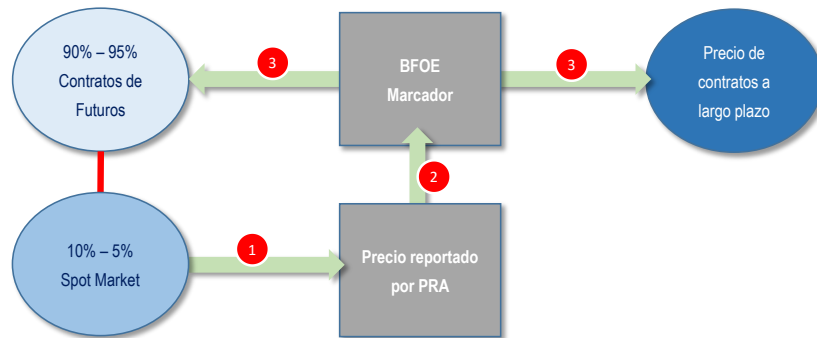 90% – 95%
Contratos de
Futuros
3
BFOE
Marcador
3
Precio de
contratos a
largo plazo
2
10% – 5%
Spot Market
1
Precio reportado
por PRA